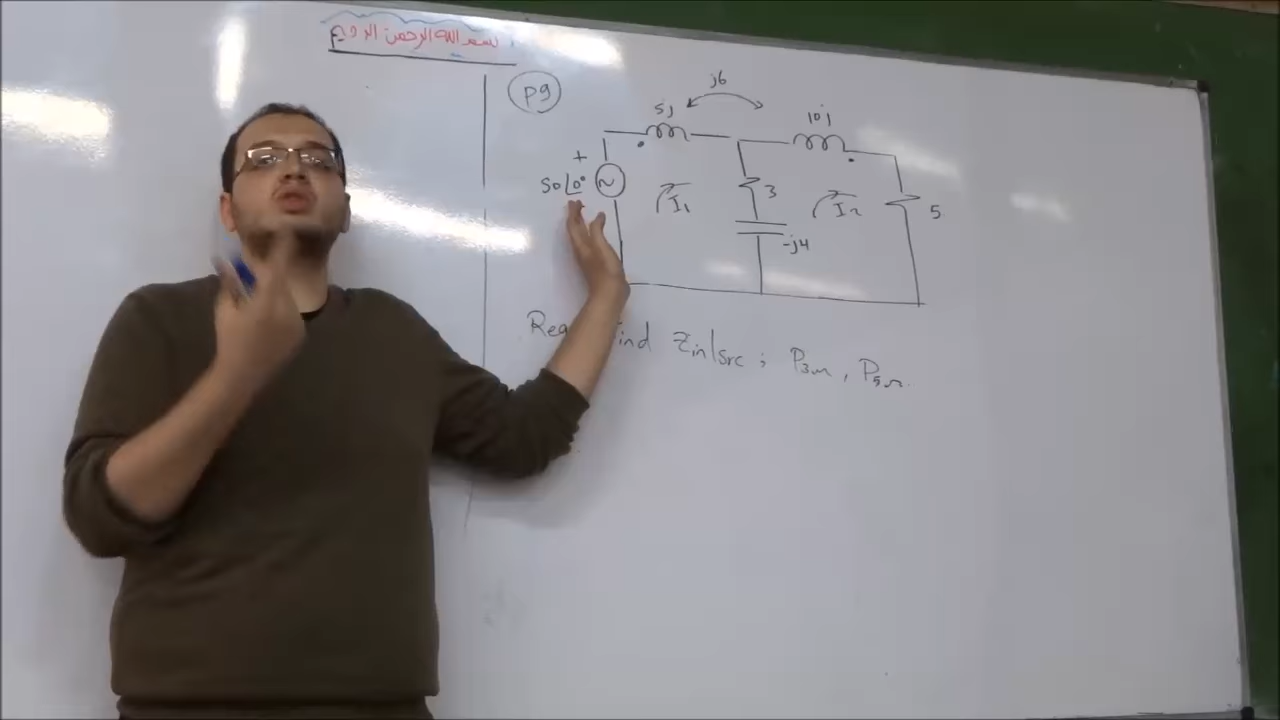 بسم الله الرحمن الرحيم
P9
j6
5j
10j
+
50∠0°
~
I₁
3
I₂
5
-j4
find Zin|src ; P3Ω , P5Ω